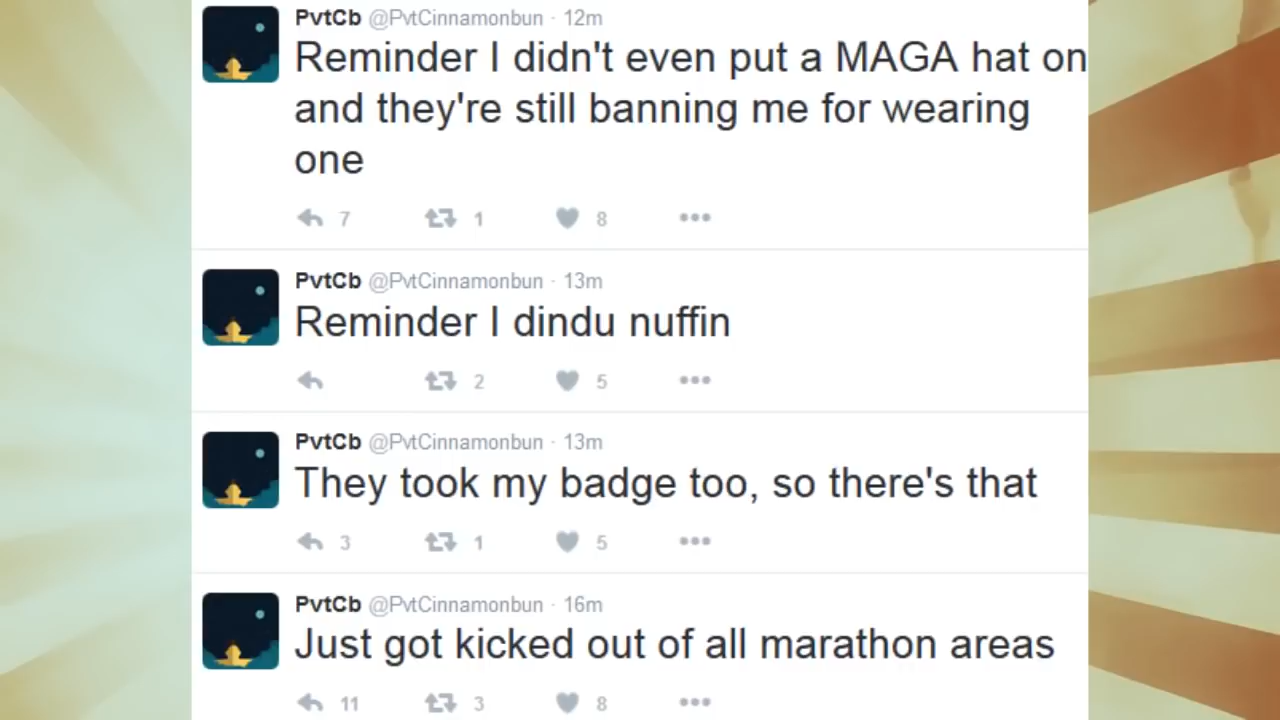 PvtCb @PvtCinnamonbun · 12m
Reminder I didn't even put a MAGA hat on
and they're still banning me for wearing
one
7 1 8
PvtCb @PvtCinnamonbun · 13m
Reminder I dindu nuffin
2 5
PvtCb @PvtCinnamonbun · 13m
They took my badge too, so there's that
3 1 5
PvtCb @PvtCinnamonbun · 16m
Just got kicked out of all marathon areas
11 3 8